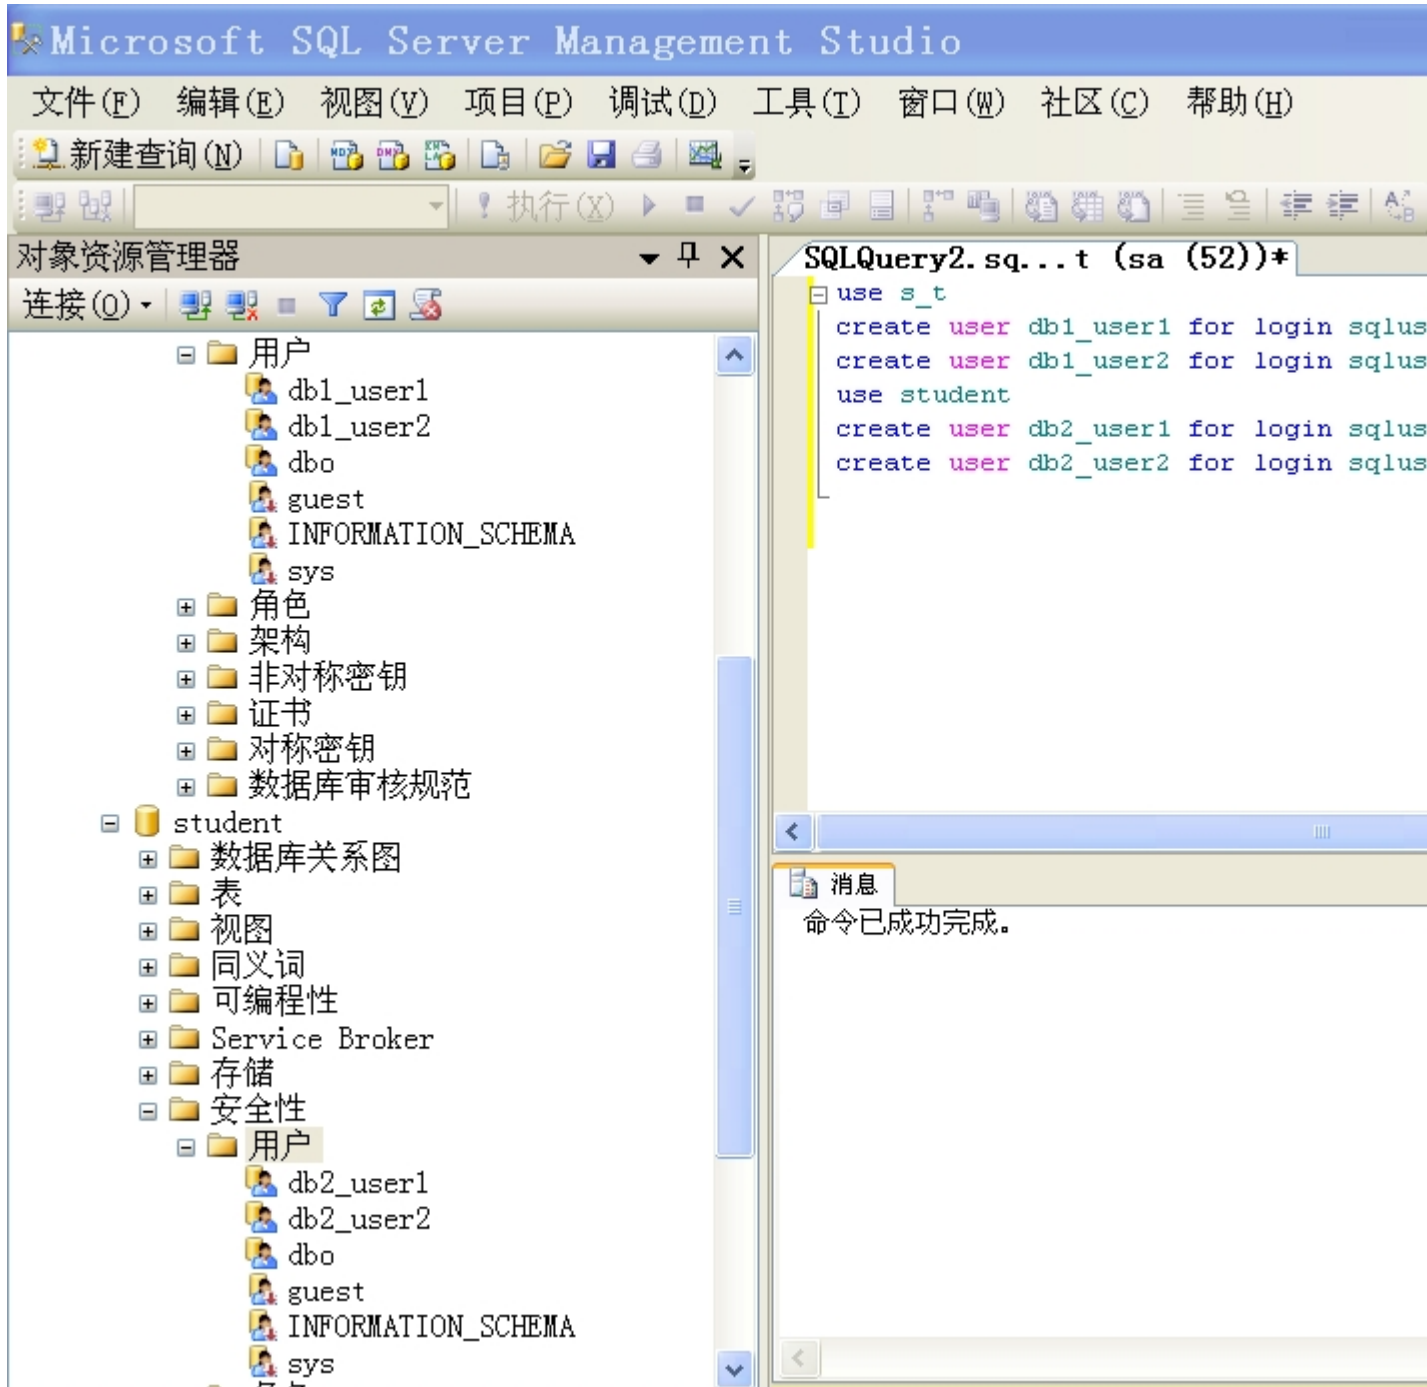 Microsoft SQL Server Management Studio
文件(F) 编辑(E) 视图(V) 项目(P) 调试(D) 工具(T) 窗口(W) 社区(C) 帮助(H)
新建查询(N)
执行(X)
对象资源管理器
连接(O)
用户
db1_user1
db1_user2
dbo
guest
INFORMATION_SCHEMA
sys
角色
架构
非对称密钥
证书
对称密钥
数据库审核规范
student
数据库关系图
表
视图
同义词
可编程性
Service Broker
存储
安全性
用户
db2_user1
db2_user2
dbo
guest
INFORMATION_SCHEMA
sys
SQLQuery2.sq...t (sa (52))*
use s_t
create user db1_user1 for login sqlus
create user db1_user2 for login sqlus
use student
create user db2_user1 for login sqlus
create user db2_user2 for login sqlus
消息
命令已成功完成。